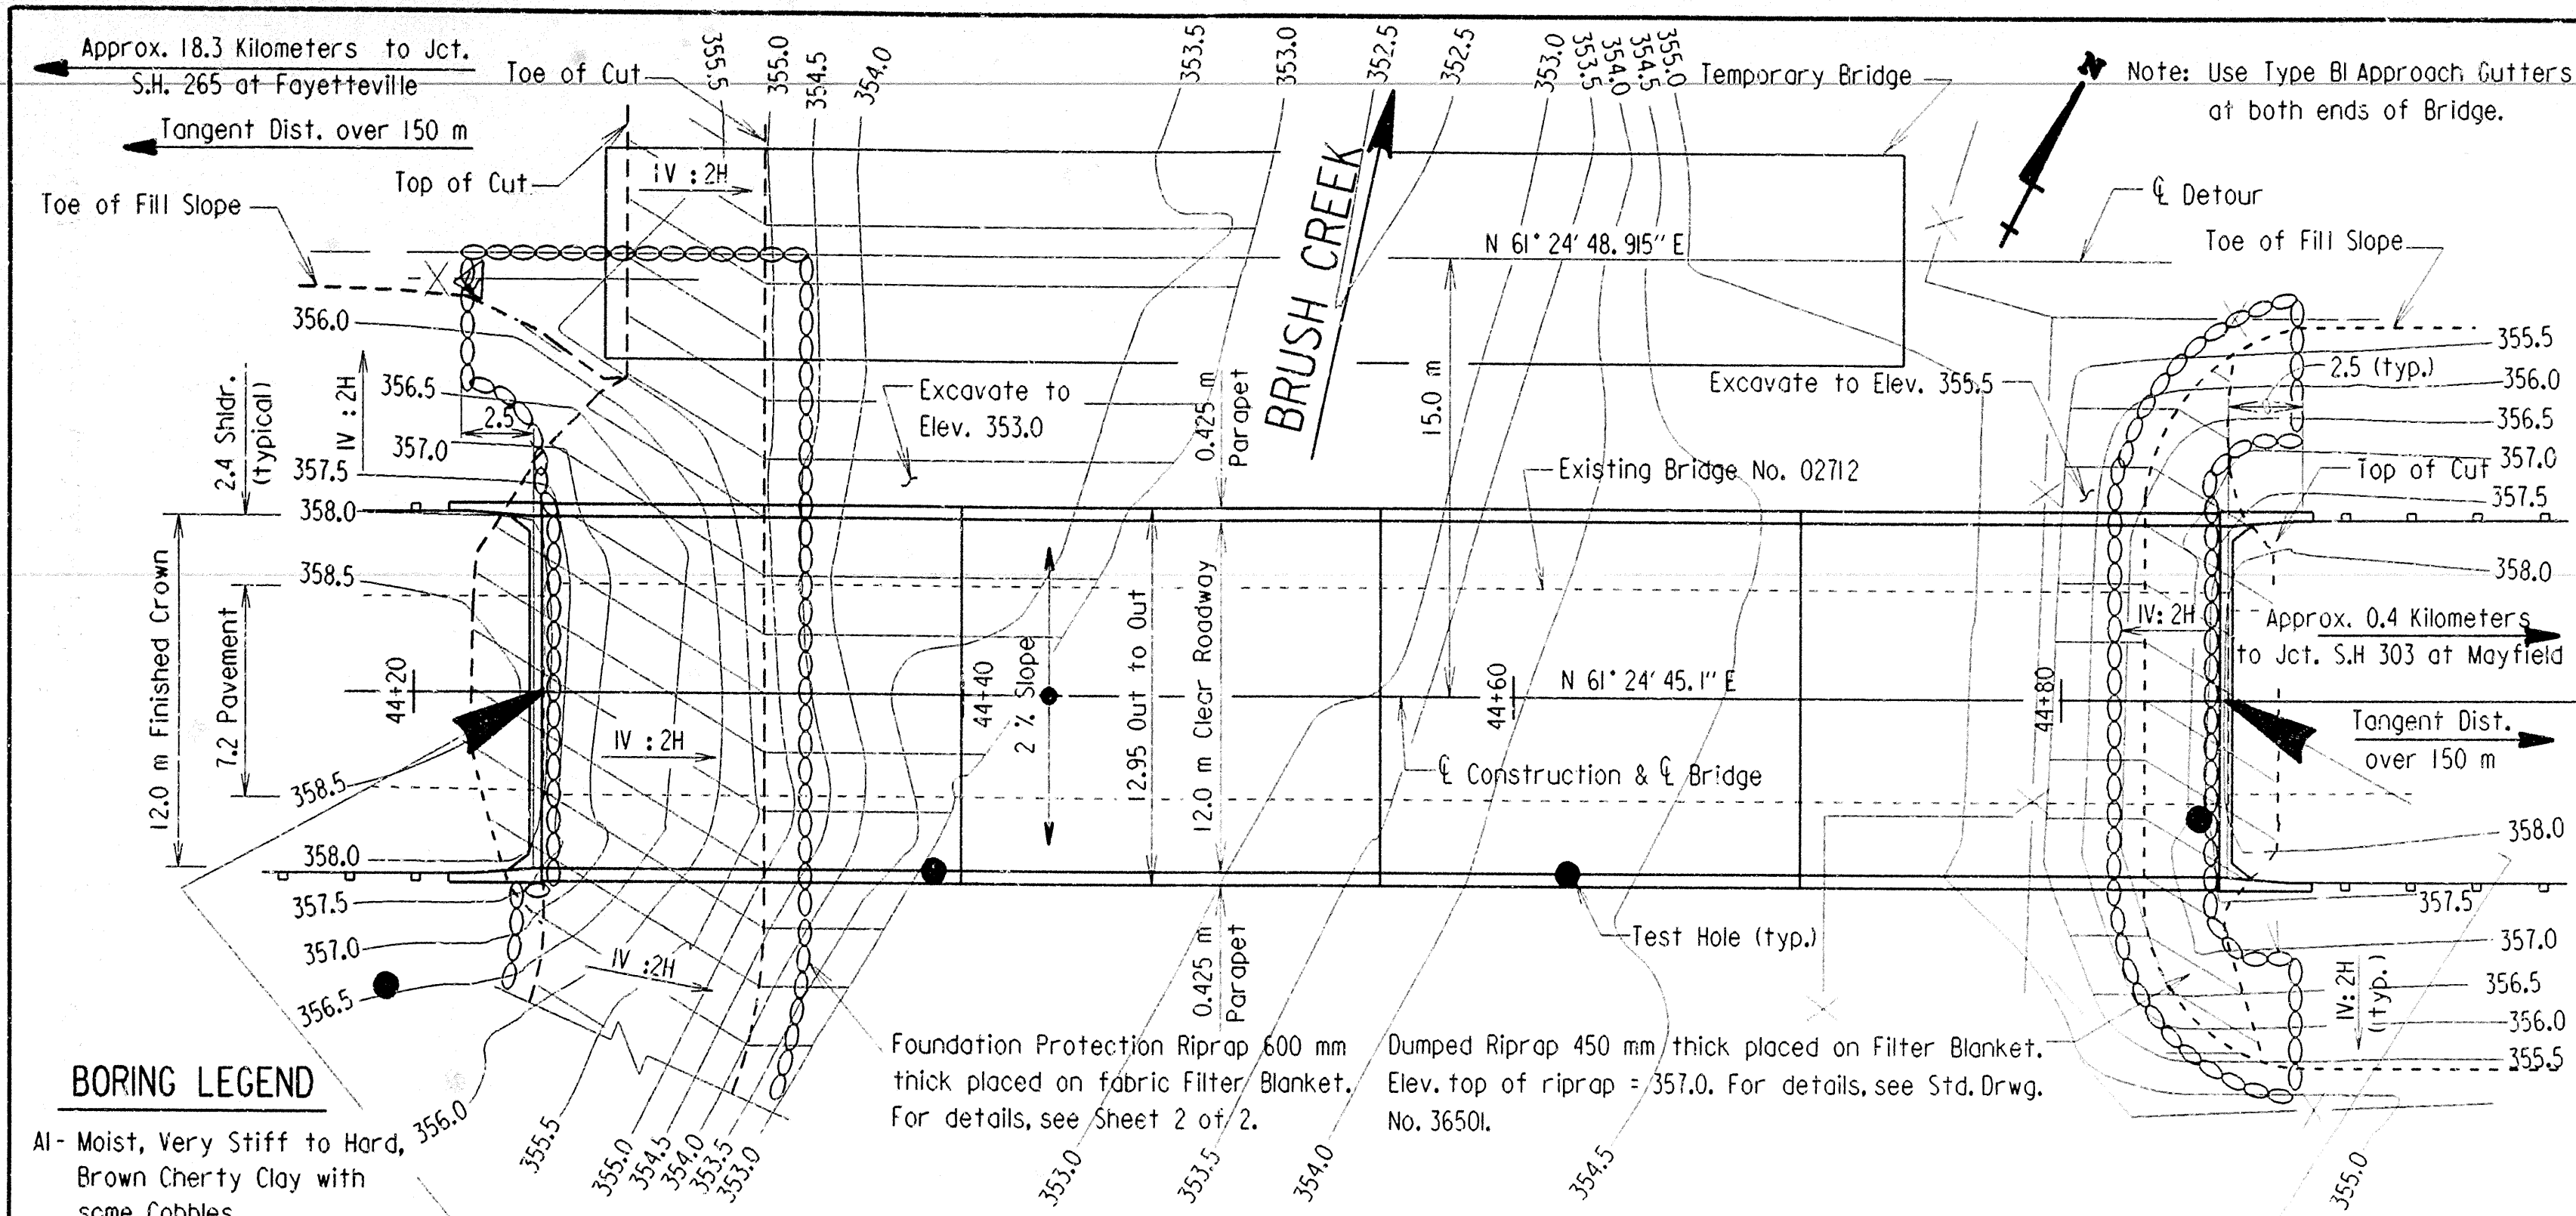 Approx. 18.3 Kilometers to Jct.
S.H. 265 at Fayetteville
Tangent Dist. over 150 m
Toe of Cut
Top of Cut
Toe of Fill Slope
355.5
355.0
354.5
354.0
353.5
353.0
352.5
352.5
353.0
353.5
354.0
354.5
355.0
Temporary Bridge
N
Note: Use Type B1 Approach Gutters
at both ends of Bridge.
℄ Detour
Toe of Fill Slope
1V : 2H
N 61° 24' 48.915" E
BRUSH CREEK
356.0
356.5
357.0
357.5
358.0
358.5
2.4 Shldr.
(typical)
1V : 2H
2.5
Excavate to
Elev. 353.0
0.425 m
Parapet
15.0 m
Excavate to Elev. 355.5
2.5 (typ.)
355.5
356.0
356.5
357.0
357.5
358.0
Top of Cut
Existing Bridge No. 02712
12.0 m Finished Crown
7.2 Pavement
44+20
44+40
2 % Slope
12.95 Out to Out
12.0 m Clear Roadway
44+60
N 61° 24' 45.1" E
44+80
1V: 2H
Approx. 0.4 Kilometers
to Jct. S.H 303 at Mayfield
Tangent Dist.
over 150 m
1V : 2H
℄ Construction & ℄ Bridge
358.5
358.0
357.5
357.0
356.5
358.0
357.5
357.0
356.5
356.0
355.5
1V: 2H
(typ.)
1V :2H
Test Hole (typ.)
0.425 m
Parapet
Foundation Protection Riprap 600 mm
thick placed on fabric Filter Blanket.
For details, see Sheet 2 of 2.
Dumped Riprap 450 mm thick placed on Filter Blanket.
Elev. top of riprap = 357.0. For details, see Std. Drwg.
No. 36501.
BORING LEGEND
A1- Moist, Very Stiff to Hard,
Brown Cherty Clay with
some Cobbles
356.0
355.5
355.0
354.5
354.0
353.5
353.0
353.0
353.5
354.0
354.5
355.0